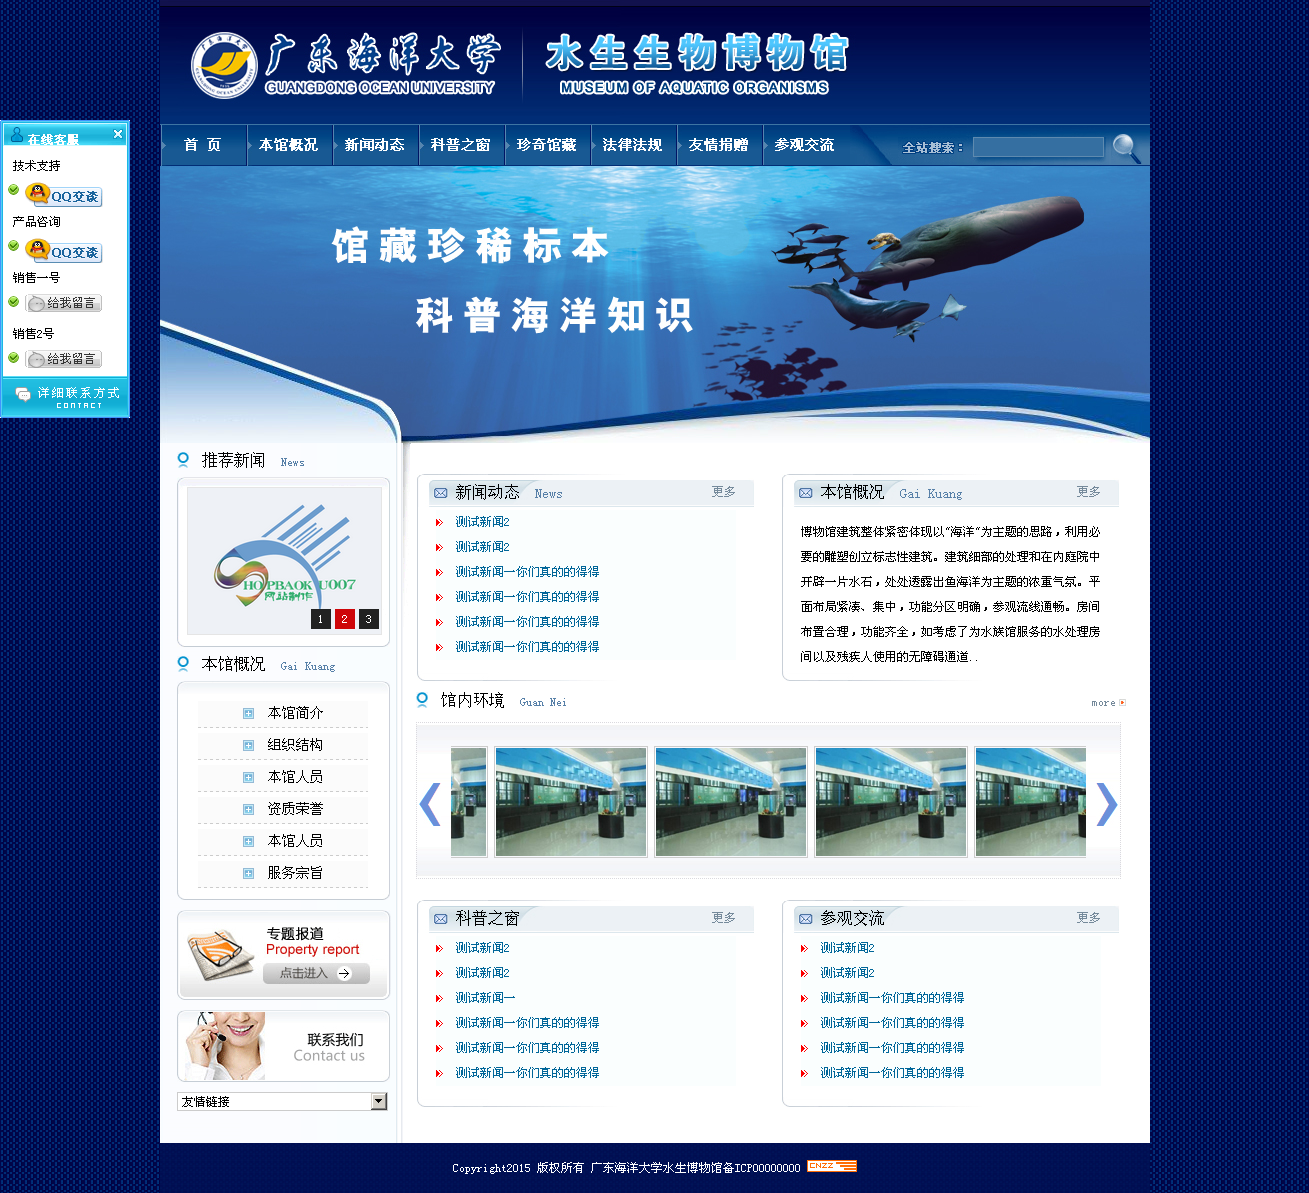 广东海洋大学
GUANGDONG OCEAN UNIVERSITY
水生生物博物馆
MUSEUM OF AQUATIC ORGANISMS
首 页 本馆概况 新闻动态 科普之窗 珍奇馆藏 法律法规 友情捐赠 参观交流 全站搜索：
在线客服
技术支持
QQ交谈
产品咨询
QQ交谈
销售一号
给我留言
销售2号
给我留言
详细联系方式
CONTACT
馆藏珍稀标本
科普海洋知识
推荐新闻 News
HOPBAOK U007
网站制作
1 2 3
本馆概况 Gai Kuang
本馆简介
组织结构
本馆人员
资质荣誉
本馆人员
服务宗旨
专题报道
Property report
点击进入
联系我们
Contact us
友情链接
新闻动态 News 更多
测试新闻2
测试新闻2
测试新闻一你们真的的得得
测试新闻一你们真的的得得
测试新闻一你们真的的得得
测试新闻一你们真的的得得
本馆概况 Gai Kuang 更多
博物馆建筑整体紧密体现以“海洋”为主题的思路，利用必
要的雕塑创立标志性建筑。建筑细部的处理和在内庭院中
开辟一片水石，处处透露出鱼海洋为主题的浓重气氛。平
面布局紧凑、集中，功能分区明确，参观流线通畅。房间
布置合理，功能齐全，如考虑了为水族馆服务的水处理房
间以及残疾人使用的无障碍通道..
馆内环境 Guan Nei more
科普之窗 更多
测试新闻2
测试新闻2
测试新闻一
测试新闻一你们真的的得得
测试新闻一你们真的的得得
测试新闻一你们真的的得得
参观交流 更多
测试新闻2
测试新闻2
测试新闻一你们真的的得得
测试新闻一你们真的的得得
测试新闻一你们真的的得得
测试新闻一你们真的的得得
Copyright2015 版权所有 广东海洋大学水生博物馆备ICP00000000 CNZZ